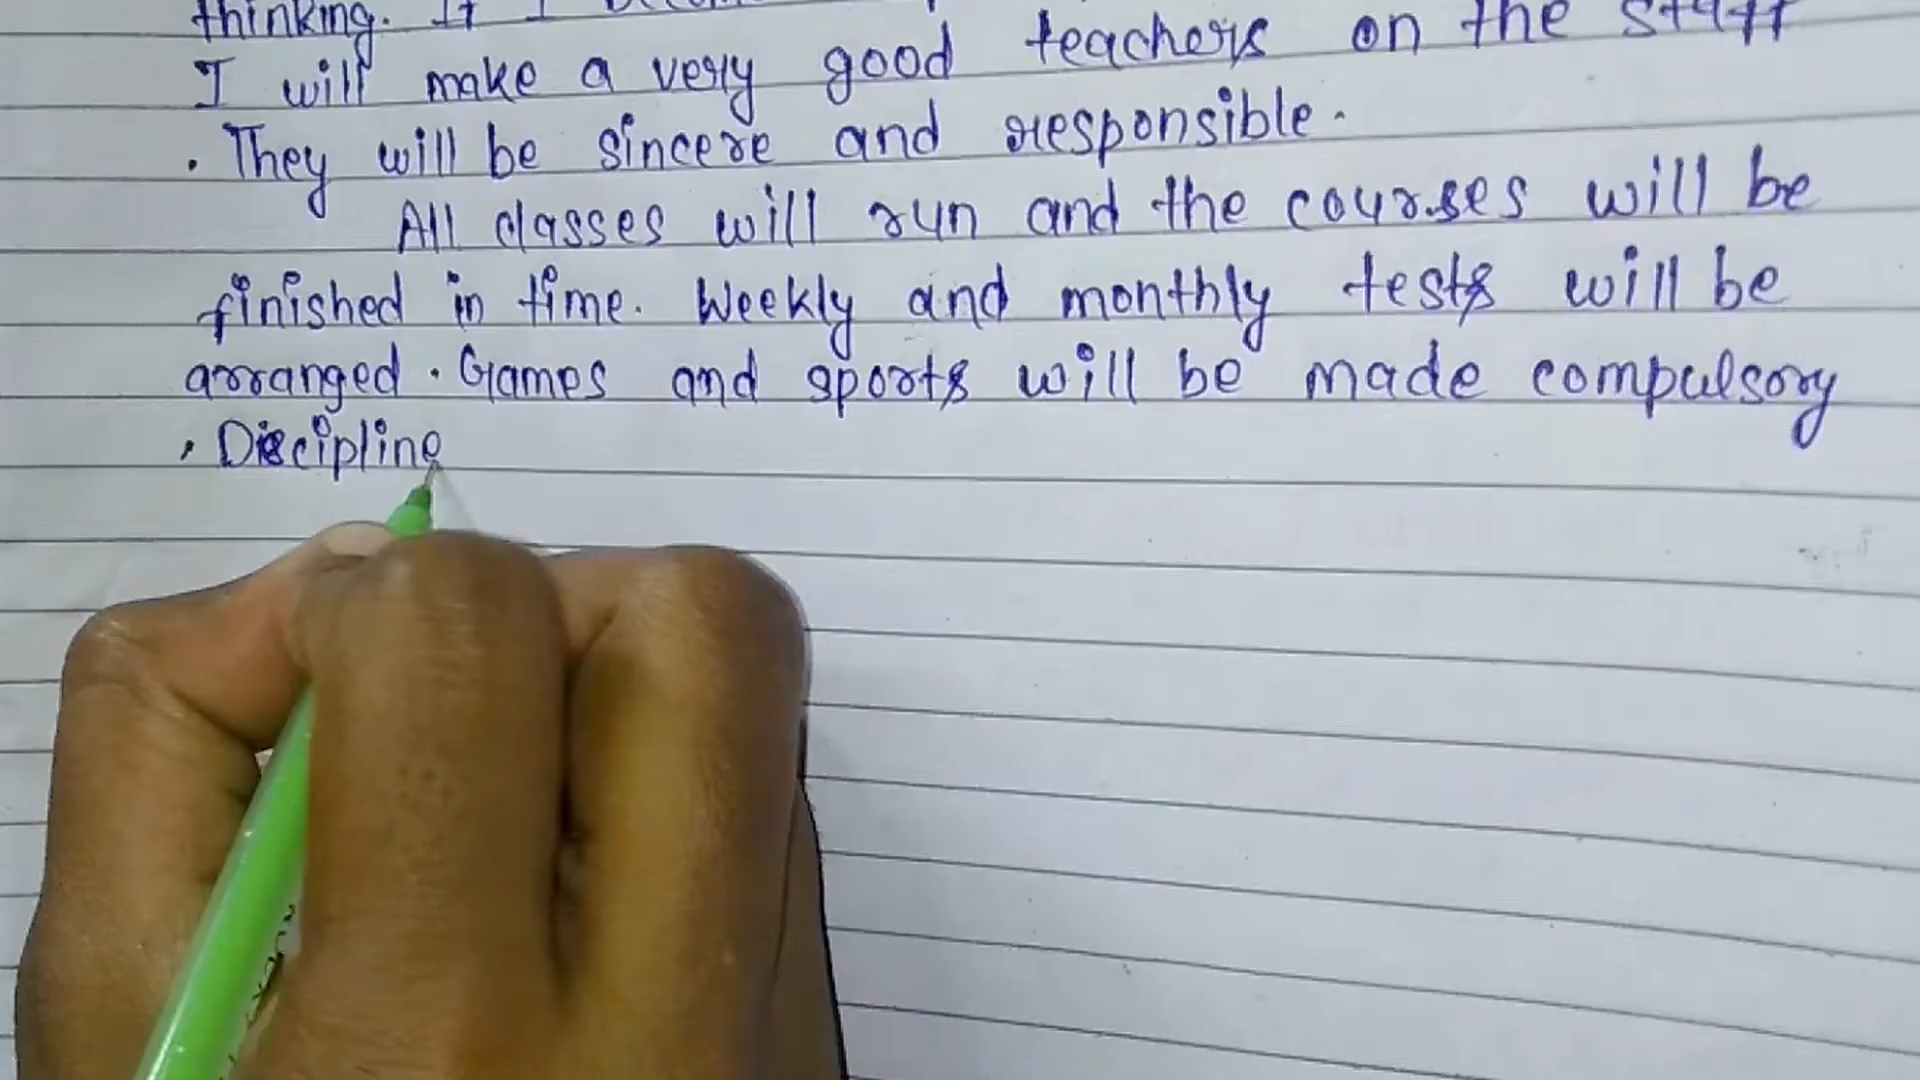 thinking. If I
I will make a very good teachers on the staff
. They will be sincere and responsible.
All classes will run and the courses will be
finished in time. Weekly and monthly tests will be
arranged. Games and sports will be made compulsory
. Discipline